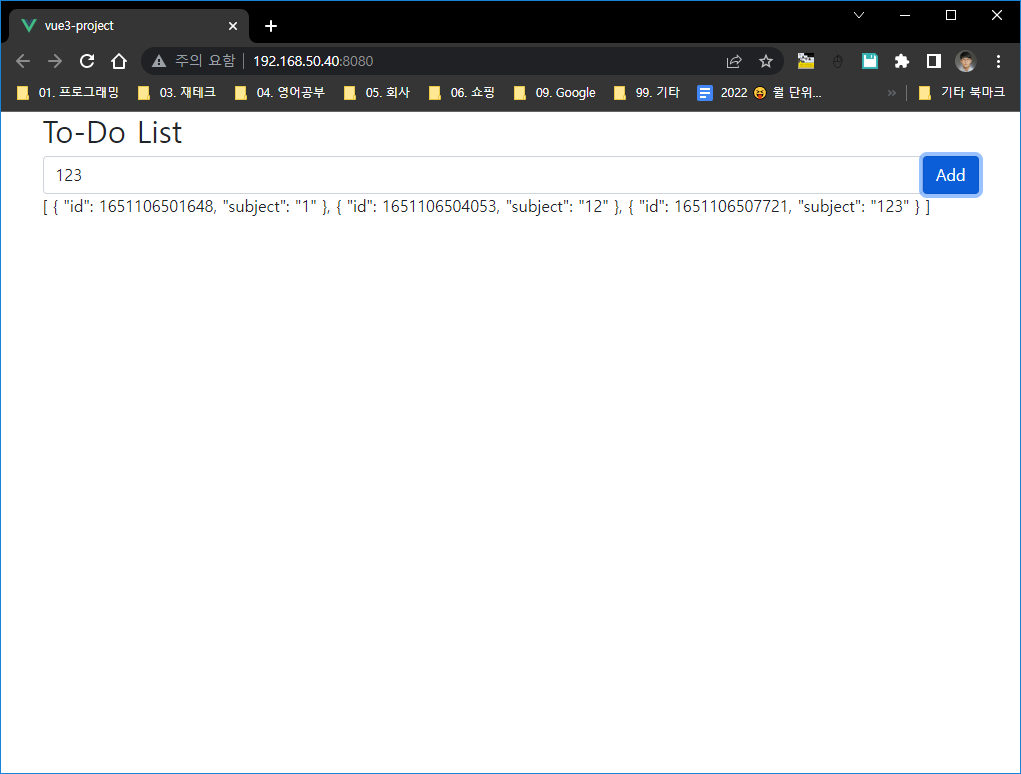 vue3-project
주의 요함 192.168.50.40:8080
01. 프로그래밍 03. 재테크 04. 영어공부 05. 회사 06. 쇼핑 09. Google 99. 기타 2022 😝 월 단위... » 기타 북마크
To-Do List
123 Add
[ { "id": 1651106501648, "subject": "1" }, { "id": 1651106504053, "subject": "12" }, { "id": 1651106507721, "subject": "123" } ]